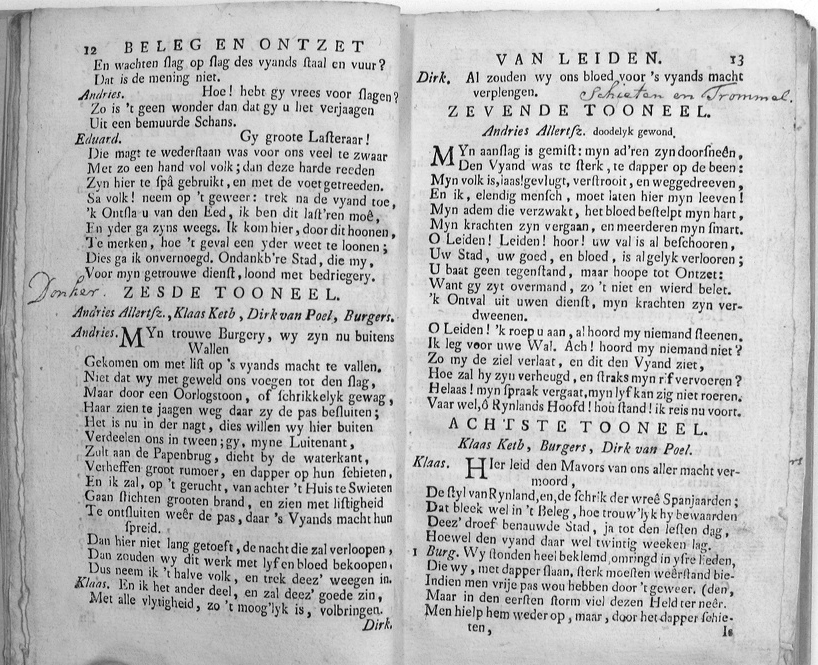 12 BELEG EN ONTZET
En wachten ſlag op ſlag des vyands ſtaal en vuur?
Dat is de mening niet.
Andries. Hoe! hebt gy vrees voor ſlagen?
Zo is 't geen wonder dan dat gy u liet verjaagen
Uit een bemuurde Schans.
Eduard. Gy groote Laſteraar!
Die magt te wederſtaan was voor ons veel te zwaar
Met zo een hand vol volk; dan deze harde reeden
Zyn hier te ſpâ gebruikt, en met de voet getreeden.
Sa volk! neem op 't geweer: trek na de vyand toe,
'k Ontſla u van den Eed, ik ben dit laſt'ren moê,
En yder ga zyns weegs. Ik kom hier, door dit hoonen,
Te merken, hoe 't geval een yder weet te loonen;
Dies ga ik onvernoegd. Ondankb're Stad, die my,
Voor myn getrouwe dienſt, loond met bedriegery.
Donker.
ZESDE TOONEEL.
Andries Allertſz., Klaas Ketb, Dirk van Poel, Burgers.
Andries. MYn trouwe Burgery, wy zyn nu buitens
Wallen
Gekomen om met liſt op 's vyands macht te vallen.
Niet dat wy met geweld ons voegen tot den ſlag,
Maar door een Oorlogstoon, of ſchrikkelyk gewag,
Haar zien te jaagen weg daar zy de pas beſluiten;
Het is nu in der nagt, dies willen wy hier buiten
Verdeelen ons in tween; gy, myne Luitenant,
Zult aan de Papenbrug, dicht by de waterkant,
Verheffen groot rumoer, en dapper op hun ſchieten,
En ik zal, op 't gerucht, van achter 't Huis te Swieten
Gaan ſtichten grooten brand, en zien met liſtigheid
Te ontſluiten weêr de pas, daar 's Vyands macht hun
ſpreid.
Dan hier niet lang getoeft, de nacht die zal verloopen,
Dan zouden wy dit werk met lyf en bloed bekoopen,
Dus neem ik 't halve volk, en trek deez' weegen in.
Klaas. En ik het ander deel, en zal deez' goede zin,
Met alle vlytigheid, zo 't moog'lyk is, volbringen.
Dirk.
VAN LEIDEN. 13
Dirk. Al zouden wy ons bloed voor 's vyands macht
verplengen.
Schieten en Trommel.
ZEVENDE TOONEEL.
Andries Allertſz. doodelyk gewond.
MYn aanſlag is gemiſt: myn ad'ren zyn doorſneên,
Den Vyand was te ſterk, te dapper op de been:
Myn volk is, laas! gevlugt, verſtrooit, en weggedreeven,
En ik, elendig menſch, moet laten hier myn leeven!
Myn adem die verzwakt, het bloed beſtelpt myn hart,
Myn krachten zyn vergaan, en meerderen myn ſmart.
O Leiden! Leiden! hoor! uw val is al beſchooren,
Uw Stad, uw goed, en bloed, is algelyk verlooren;
U baat geen tegenſtand, maar hoope tot Ontzet:
Want gy zyt overmand, zo 't niet en wierd belet.
'k Ontval uit uwen dienſt, myn krachten zyn ver-
dweenen.
O Leiden! 'k roep u aan, al hoord my niemand ſteenen.
Ik leg voor uwe Wal. Ach! hoord my niemand niet?
Zo my de ziel verlaat, en dit den Vyand ziet,
Hoe zal hy zyn verheugd, en ſtraks myn rif vervoeren?
Helaas! myn ſpraak vergaat, myn lyf kan zig niet roeren.
Vaar wel, ô Rynlands Hoofd! hou ſtand! ik reis nu voort.
ACHTSTE TOONEEL.
Klaas Ketb, Burgers, Dirk van Poel.
Klaas. HIer leid den Mavors van ons aller macht ver-
moord,
De ſtyl van Rynland, en, de ſchrik der wreê Spanjaarden;
Dat bleek wel in 't Beleg, hoe trouw'lyk hy bewaarden
Deez' droef benauwde Stad, ja tot den leſten dag,
Hoewel den vyand daar wel twintig weeken lag.
1 Burg. Wy ſtonden heel beklemd, omringd in yſre lieden,
Die wy, met dapper ſlaan, ſterk moeſten weêrſtand bie-
Indien men vrije pas wou hebben door 't geweer. (den,
Maar in den eerſten ſtorm viel dezen Held ter neêr.
Men hielp hem weder op, maar, door het dapper ſchie-
ten,
Is